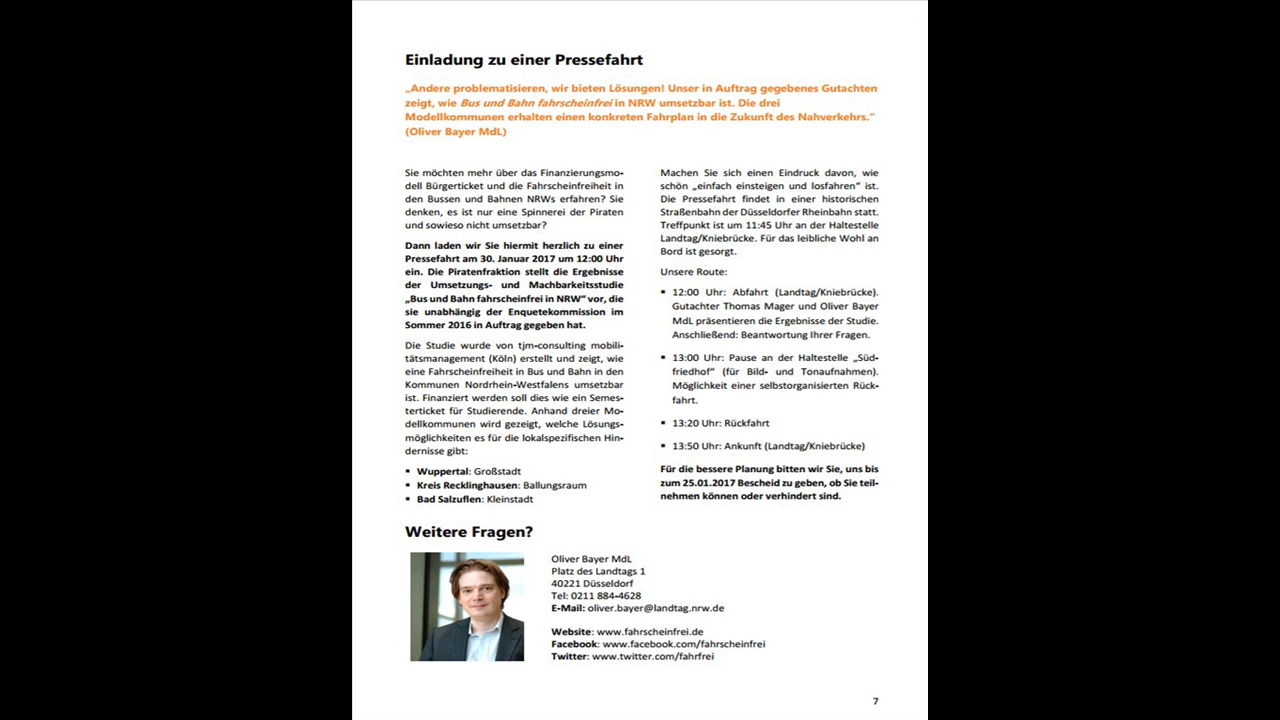 Einladung zu einer Pressefahrt
„Andere problematisieren, wir bieten Lösungen! Unser in Auftrag gegebenes Gutachten
zeigt, wie Bus und Bahn fahrscheinfrei in NRW umsetzbar ist. Die drei
Modellkommunen erhalten einen konkreten Fahrplan in die Zukunft des Nahverkehrs.“
(Oliver Bayer MdL)
Sie möchten mehr über das Finanzierungsmo-
dell Bürgerticket und die Fahrscheinfreiheit in
den Bussen und Bahnen NRWs erfahren? Sie
denken, es ist nur eine Spinnerei der Piraten
und sowieso nicht umsetzbar?
Dann laden wir Sie hiermit herzlich zu einer
Pressefahrt am 30. Januar 2017 um 12:00 Uhr
ein. Die Piratenfraktion stellt die Ergebnisse
der Umsetzungs- und Machbarkeitsstudie
„Bus und Bahn fahrscheinfrei in NRW“ vor, die
sie unabhängig der Enquetekommission im
Sommer 2016 in Auftrag gegeben hat.
Die Studie wurde von tjm-consulting mobili-
tätsmanagement (Köln) erstellt und zeigt, wie
eine Fahrscheinfreiheit in Bus und Bahn in den
Kommunen Nordrhein-Westfalens umsetzbar
ist. Finanziert werden soll dies wie ein Semes-
terticket für Studierende. Anhand dreier Mo-
dellkommunen wird gezeigt, welche Lösungs-
möglichkeiten es für die lokalspezifischen Hin-
dernisse gibt:
▪ Wuppertal: Großstadt
▪ Kreis Recklinghausen: Ballungsraum
▪ Bad Salzuflen: Kleinstadt
Machen Sie sich einen Eindruck davon, wie
schön „einfach einsteigen und losfahren“ ist.
Die Pressefahrt findet in einer historischen
Straßenbahn der Düsseldorfer Rheinbahn statt.
Treffpunkt ist um 11:45 Uhr an der Haltestelle
Landtag/Kniebrücke. Für das leibliche Wohl an
Bord ist gesorgt.
Unsere Route:
▪ 12:00 Uhr: Abfahrt (Landtag/Kniebrücke).
Gutachter Thomas Mager und Oliver Bayer
MdL präsentieren die Ergebnisse der Studie.
Anschließend: Beantwortung Ihrer Fragen.
▪ 13:00 Uhr: Pause an der Haltestelle „Süd-
friedhof“ (für Bild- und Tonaufnahmen).
Möglichkeit einer selbstorganisierten Rück-
fahrt.
▪ 13:20 Uhr: Rückfahrt
▪ 13:50 Uhr: Ankunft (Landtag/Kniebrücke)
Für die bessere Planung bitten wir Sie, uns bis
zum 25.01.2017 Bescheid zu geben, ob Sie teil-
nehmen können oder verhindert sind.
Weitere Fragen?
Oliver Bayer MdL
Platz des Landtags 1
40221 Düsseldorf
Tel: 0211 884-4628
E-Mail: oliver.bayer@landtag.nrw.de
Website: www.fahrscheinfrei.de
Facebook: www.facebook.com/fahrscheinfrei
Twitter: www.twitter.com/fahrfrei
7